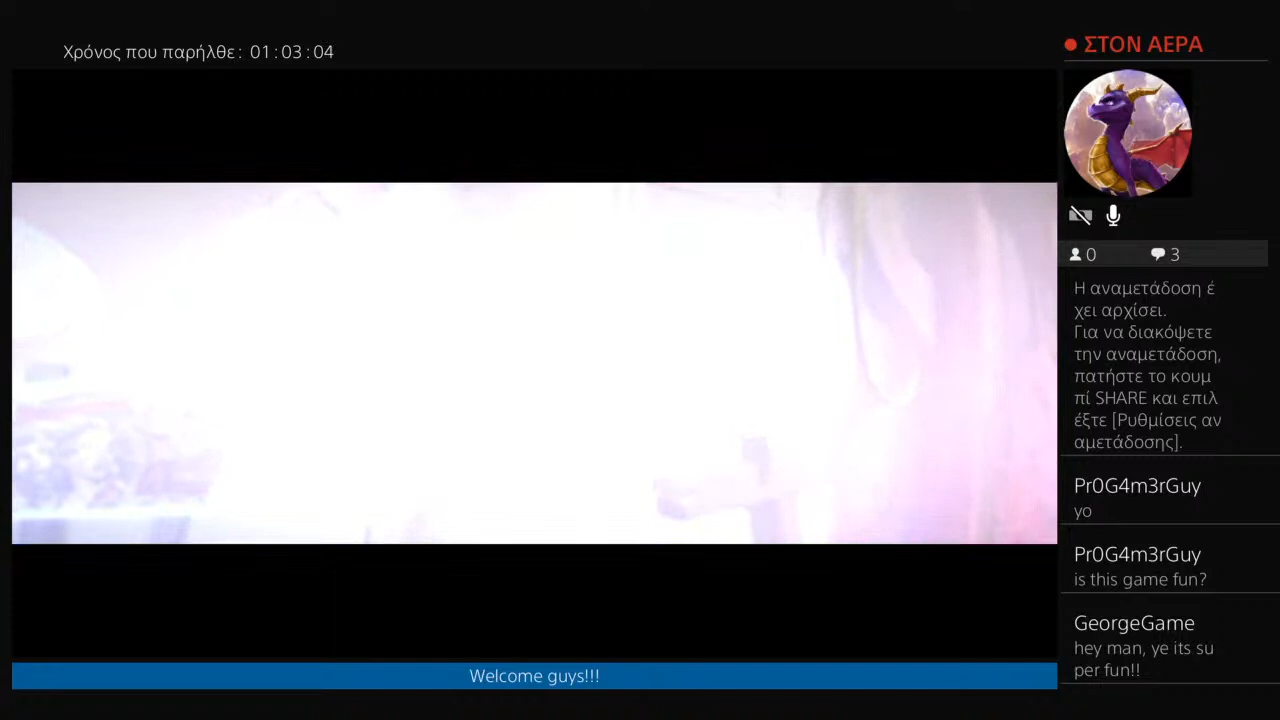 Χρόνος που παρήλθε: 01:03:04
ΣΤΟΝ ΑΕΡΑ
0 3
Η αναμετάδοση έ
χει αρχίσει.
Για να διακόψετε
την αναμετάδοση,
πατήστε το κουμ
πί SHARE και επιλ
έξτε [Ρυθμίσεις αν
αμετάδοσης].
Pr0G4m3rGuy
yo
Pr0G4m3rGuy
is this game fun?
GeorgeGame
hey man, ye its su
per fun!!
Welcome guys!!!